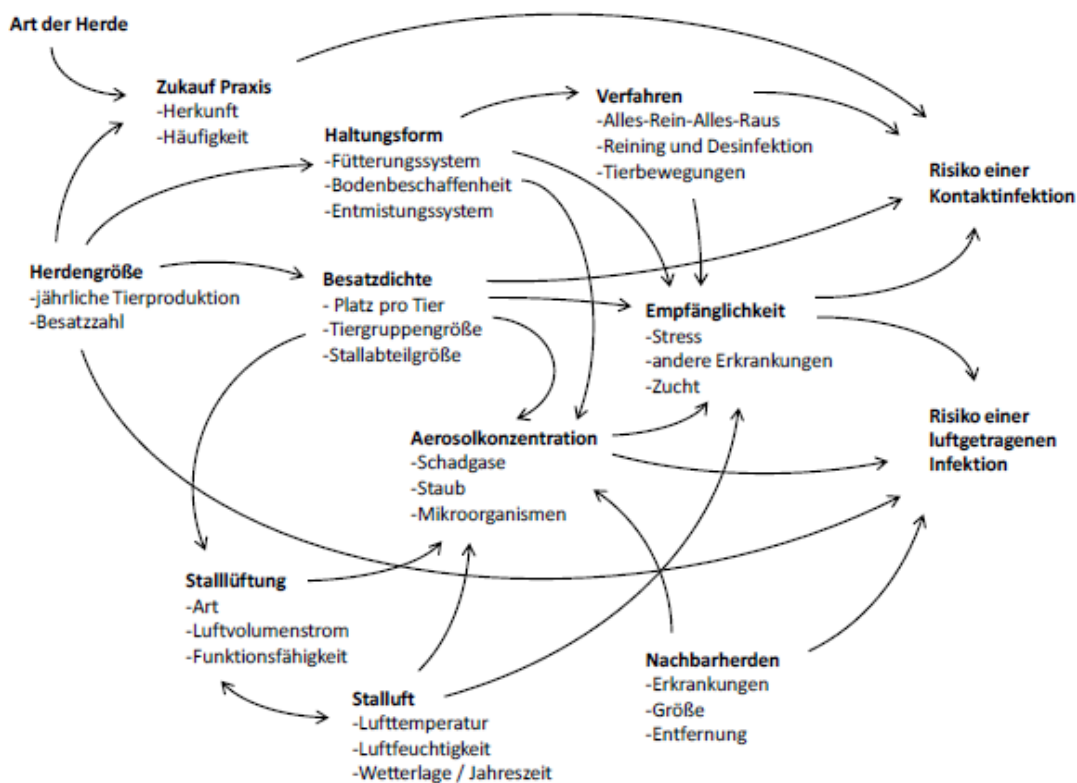 Art der Herde
Zukauf Praxis
-Herkunft
-Häufigkeit
Haltungsform
-Fütterungssystem
-Bodenbeschaffenheit
-Entmistungssystem
Verfahren
-Alles-Rein-Alles-Raus
-Reining und Desinfektion
-Tierbewegungen
Risiko einer
Kontaktinfektion
Herdengröße
-jährliche Tierproduktion
-Besatzzahl
Besatzdichte
- Platz pro Tier
-Tiergruppengröße
-Stallabteilgröße
Empfänglichkeit
-Stress
-andere Erkrankungen
-Zucht
Risiko einer
luftgetragenen
Infektion
Aerosolkonzentration
-Schadgase
-Staub
-Mikroorganismen
Stalllüftung
-Art
-Luftvolumenstrom
-Funktionsfähigkeit
Stalluft
-Lufttemperatur
-Luftfeuchtigkeit
-Wetterlage / Jahreszeit
Nachbarherden
-Erkrankungen
-Größe
-Entfernung